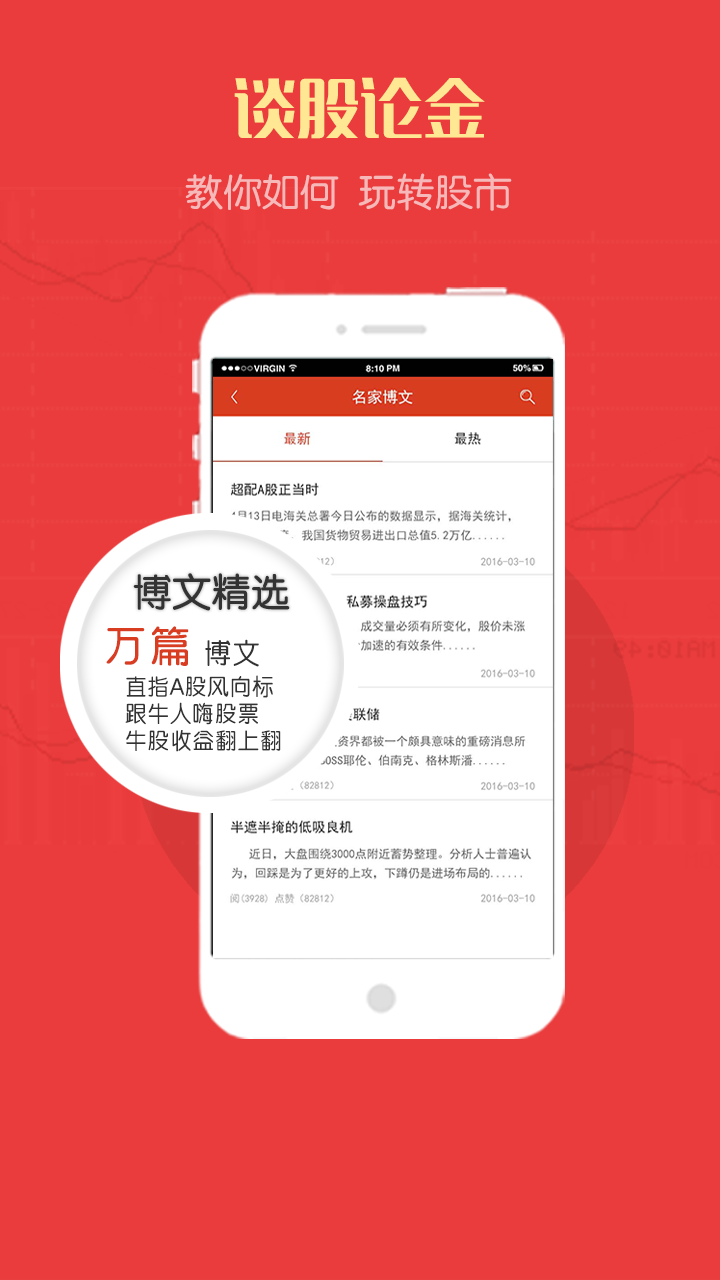 谈股论金
教你如何 玩转股市
VIRGIN 8:10 PM 50%
名家博文
最新 最热
超配A股正当时
月13日电海关总署今日公布的数据显示，据海关统计，
我国货物贸易进出口总值5.2万亿......
12） 2016-03-10
私募操盘技巧
成交量必须有所变化，股价未涨
加速的有效条件......
2016-03-10
联储
资界都被一个颇具意味的重磅消息所
OSS耶伦、伯南克、格林斯潘......
（82812） 2016-03-10
博文精选
万篇 博文
直指A股风向标
跟牛人嗨股票
牛股收益翻上翻
半遮半掩的低吸良机
近日，大盘围绕3000点附近蓄势整理。分析人士普遍认
为，回踩是为了更好的上攻，下蹲仍是进场布局的......
阅(3928) 点赞（82812） 2016-03-10